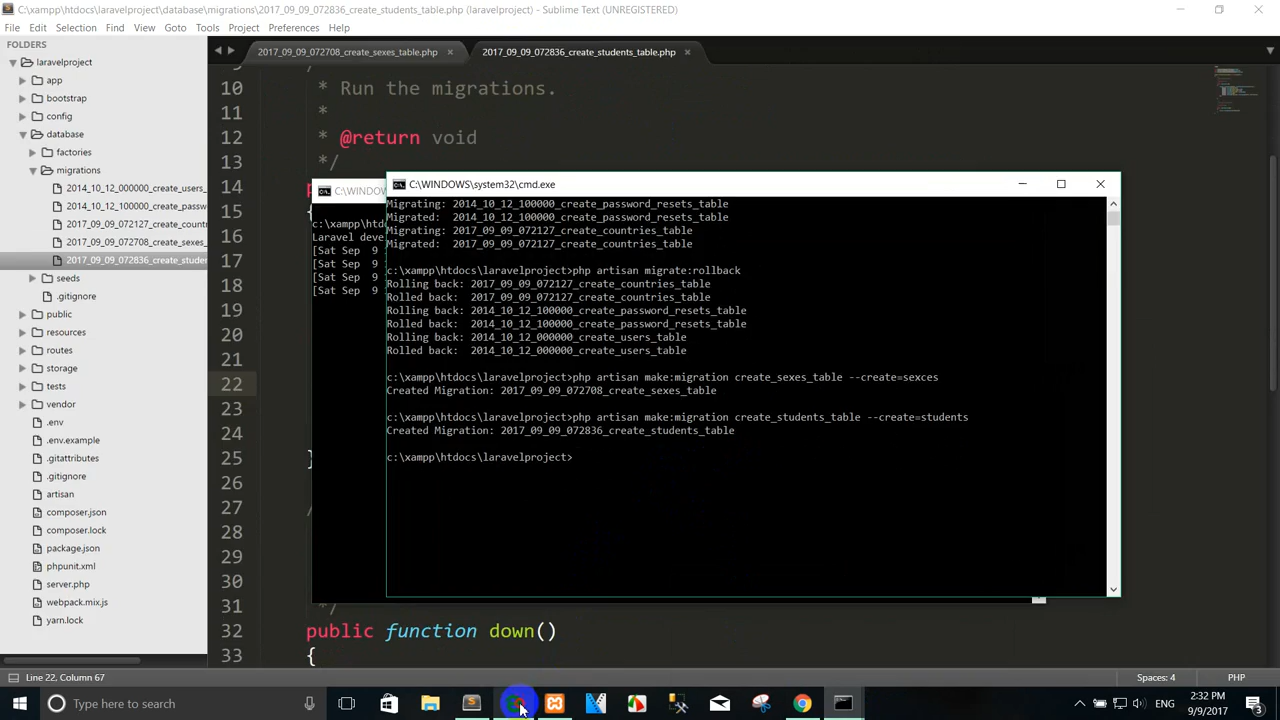 C:\xampp\htdocs\laravelproject\database\migrations\2017_09_09_072836_create_students_table.php (laravelproject) - Sublime Text (UNREGISTERED)
File Edit Selection Find View Goto Tools Project Preferences Help
FOLDERS
laravelproject
app
bootstrap
config
database
factories
migrations
2014_10_12_000000_create_users_
2014_10_12_100000_create_passw
2017_09_09_072127_create_countri
2017_09_09_072708_create_sexes_
2017_09_09_072836_create_studer
seeds
.gitignore
public
resources
routes
storage
tests
vendor
.env
.env.example
.gitattributes
.gitignore
artisan
composer.json
composer.lock
package.json
phpunit.xml
server.php
webpack.mix.js
yarn.lock
2017_09_09_072708_create_sexes_table.php
2017_09_09_072836_create_students_table.php
10 * Run the migrations.
11 *
12 * @return void
13 */
14
15 {
16
17
18
19
20
21
22
23
24
25 }
26
27
28
29
30
31 */
32 public function down()
33 {
C:\WINDOW
c:\xampp\htdo
Laravel deve
[Sat Sep 9
[Sat Sep 9
[Sat Sep 9
[Sat Sep 9
C:\WINDOWS\system32\cmd.exe
Migrating: 2014_10_12_100000_create_password_resets_table
Migrated: 2014_10_12_100000_create_password_resets_table
Migrating: 2017_09_09_072127_create_countries_table
Migrated: 2017_09_09_072127_create_countries_table
c:\xampp\htdocs\laravelproject>php artisan migrate:rollback
Rolling back: 2017_09_09_072127_create_countries_table
Rolled back: 2017_09_09_072127_create_countries_table
Rolling back: 2014_10_12_100000_create_password_resets_table
Rolled back: 2014_10_12_100000_create_password_resets_table
Rolling back: 2014_10_12_000000_create_users_table
Rolled back: 2014_10_12_000000_create_users_table
c:\xampp\htdocs\laravelproject>php artisan make:migration create_sexes_table --create=sexces
Created Migration: 2017_09_09_072708_create_sexes_table
c:\xampp\htdocs\laravelproject>php artisan make:migration create_students_table --create=students
Created Migration: 2017_09_09_072836_create_students_table
c:\xampp\htdocs\laravelproject>
Line 22, Column 67
Spaces: 4
PHP
Type here to search
ENG
2:32 PM
9/9/2017
3